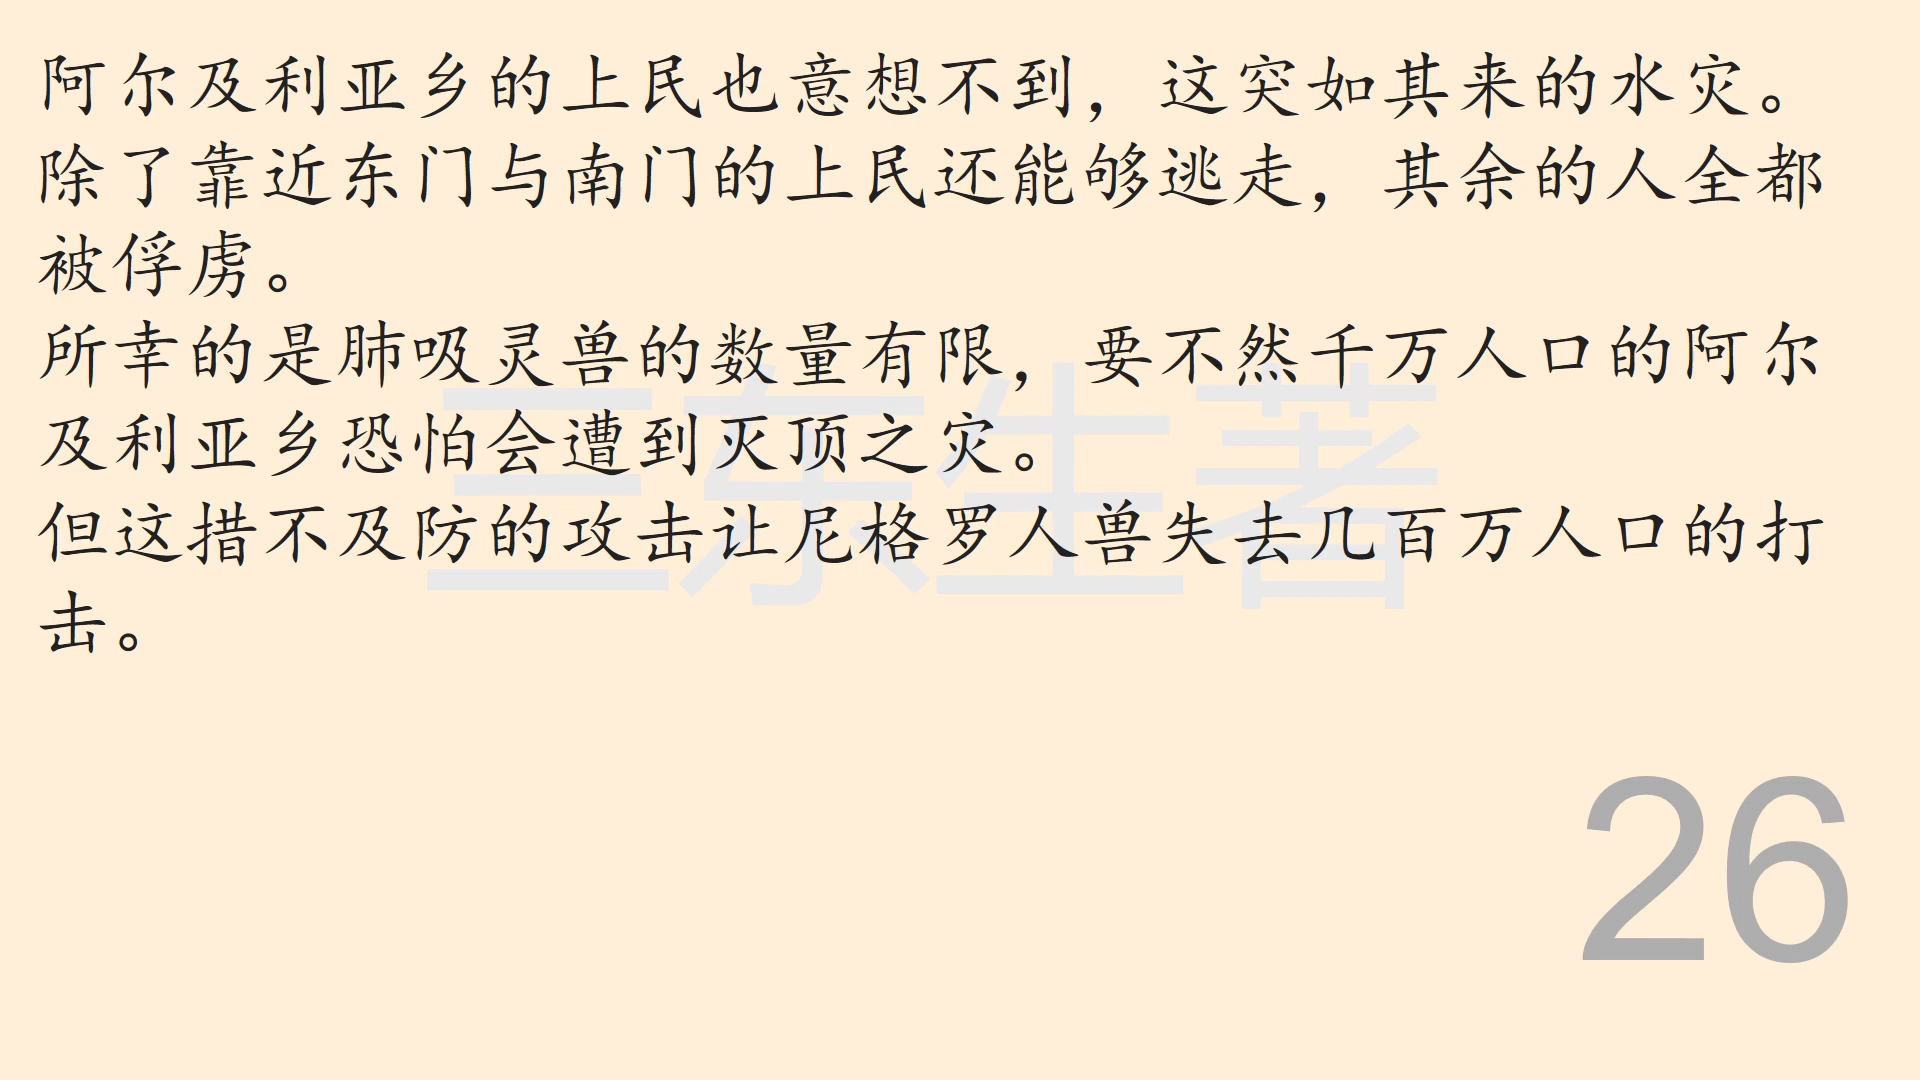 阿尔及利亚乡的上民也意想不到，这突如其来的水灾。
除了靠近东门与南门的上民还能够逃走，其余的人全都
被俘虏。
所幸的是肺吸灵兽的数量有限，要不然千万人口的阿尔
及利亚乡恐怕会遭到灭顶之灾。
但这措不及防的攻击让尼格罗人兽失去几百万人口的打
击。
三东生著
26